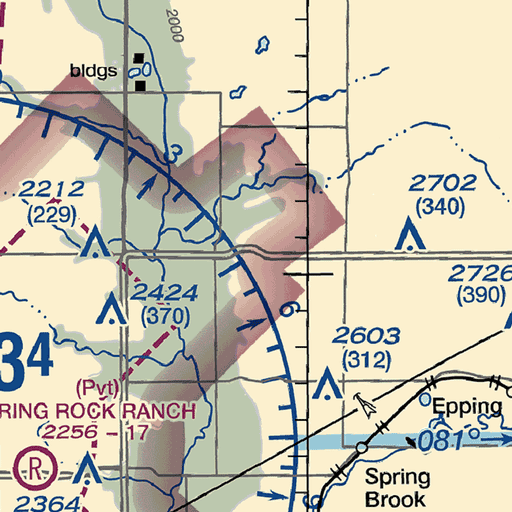 2000
bldgs
3
2212
(229)
2702
(340)
2726
(390)
2424
(370)
6
34
2603
(312)
(Pvt)
RING ROCK RANCH
2256 - 17
Epping
081°
R
2364
Spring
Brook